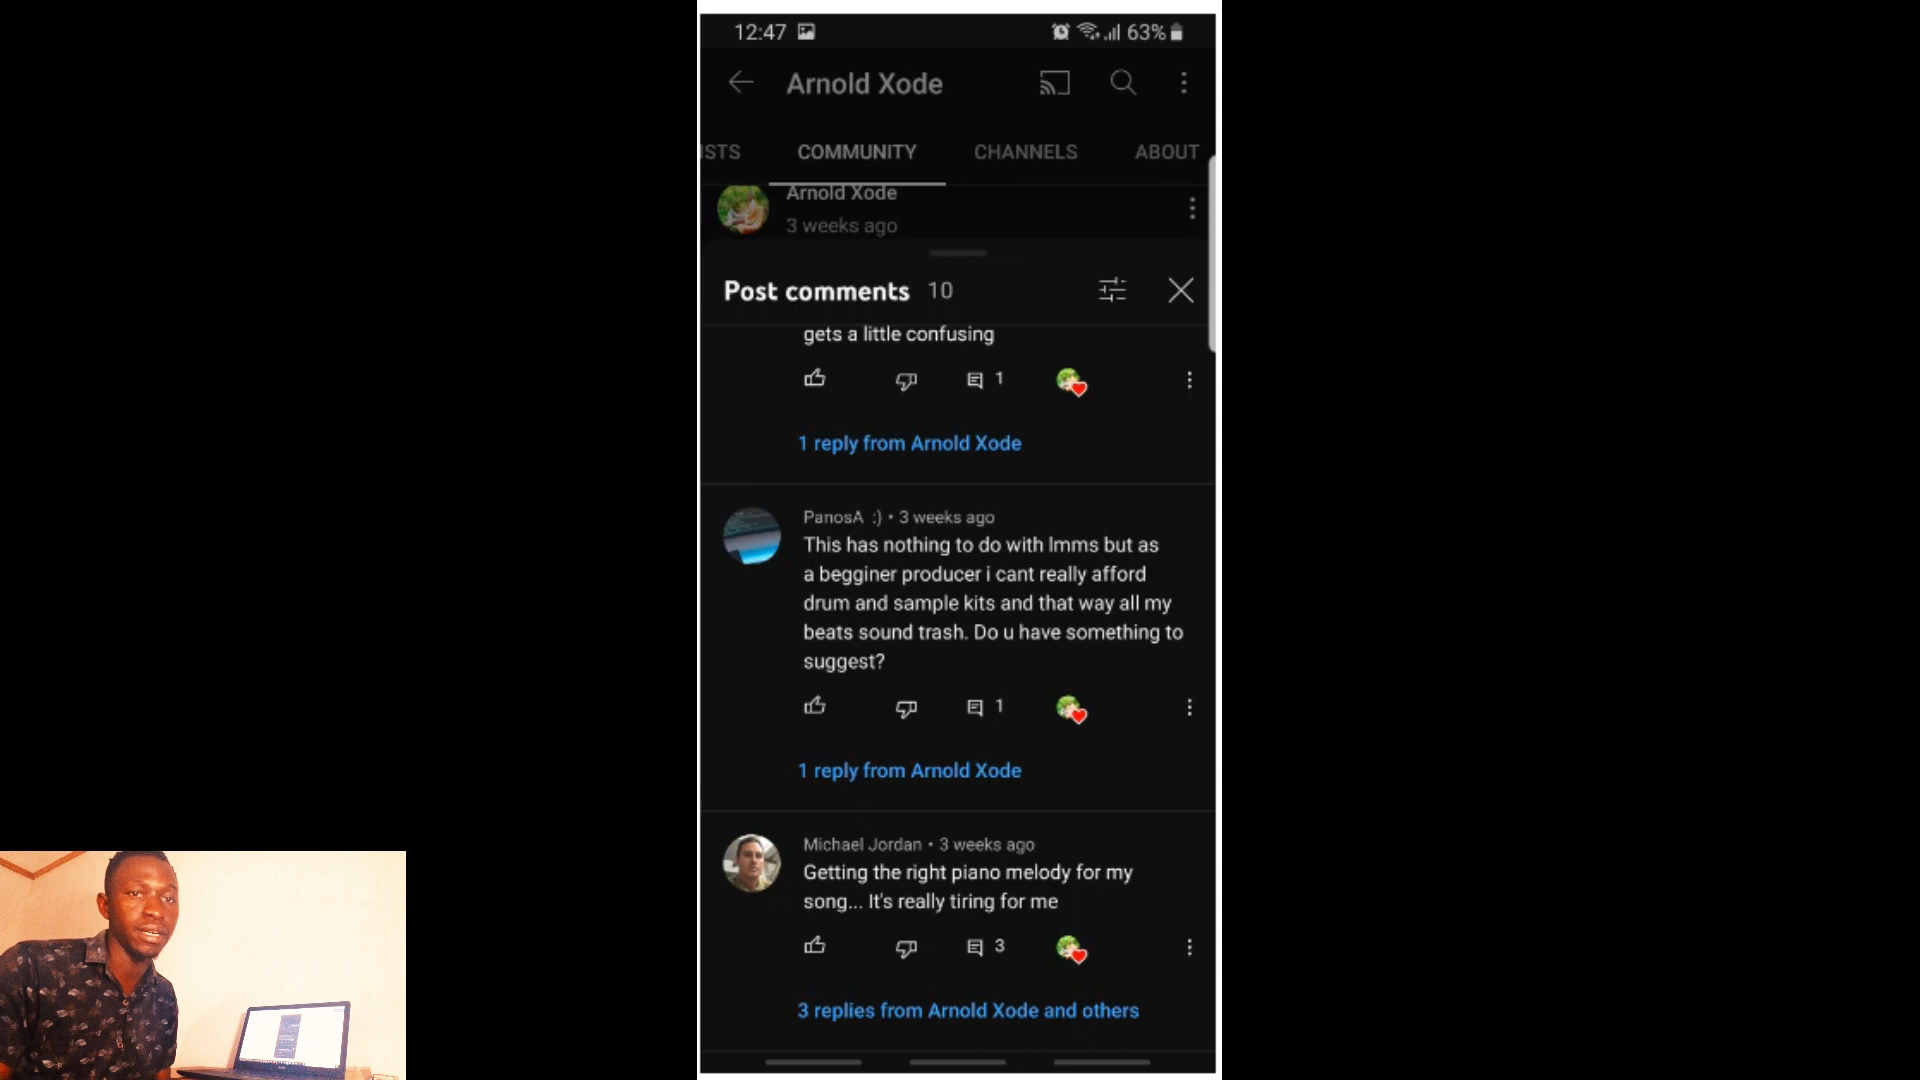 12:47 63%
Arnold Xode
ISTS COMMUNITY CHANNELS ABOUT
Arnold Xode
3 weeks ago
Post comments 10
gets a little confusing
1
1 reply from Arnold Xode
PanosA :) • 3 weeks ago
This has nothing to do with lmms but as
a begginer producer i cant really afford
drum and sample kits and that way all my
beats sound trash. Do u have something to
suggest?
1
1 reply from Arnold Xode
Michael Jordan • 3 weeks ago
Getting the right piano melody for my
song... It's really tiring for me
3
3 replies from Arnold Xode and others